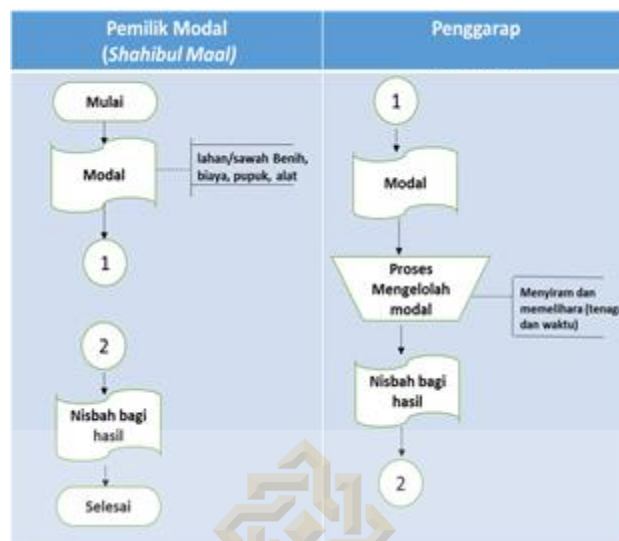 Pemilik Modal
(Shahibul Maal)
Penggarap
Mulai
Modal
lahan/sawah Benih,
biaya, pupuk, alat
1
2
Nisbah bagi
hasil
Selesai
1
Modal
Proses
Mengelolah
modal
Menyiram dan
memelihara (tenaga
dan waktu)
Nisbah bagi
hasil
2